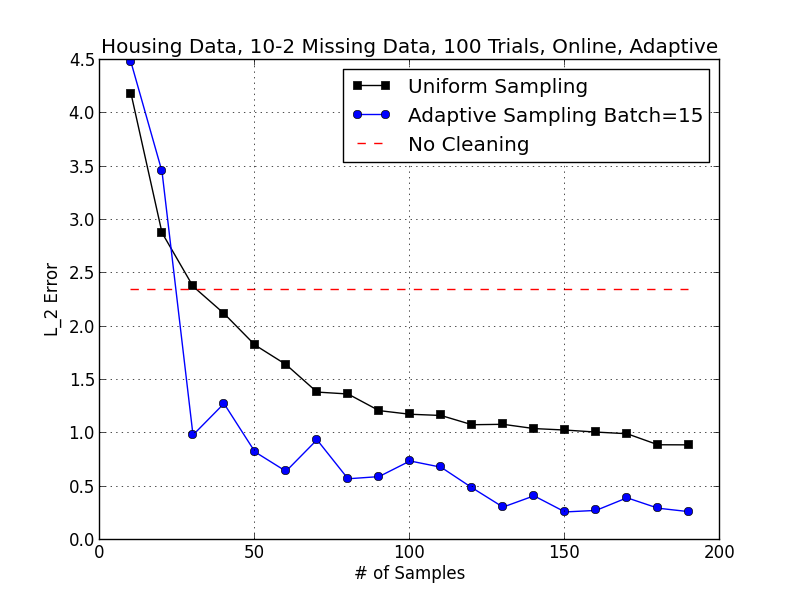 Housing Data, 10-2 Missing Data, 100 Trials, Online, Adaptive
Uniform Sampling
Adaptive Sampling Batch=15
No Cleaning
4.5
4.0
3.5
3.0
2.5
2.0
1.5
1.0
0.5
0.0
L_2 Error
0
50
100
150
200
# of Samples